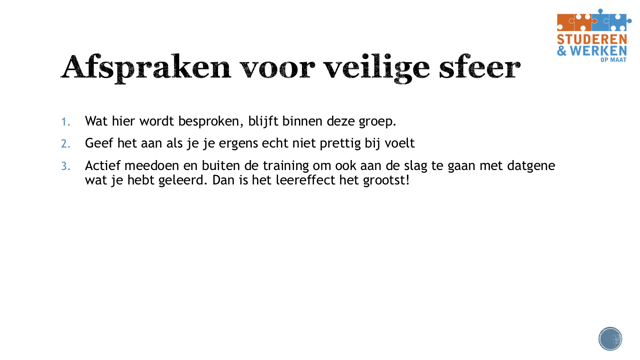 STUDEREN
& WERKEN
OP MAAT
Afspraken voor veilige sfeer
1. Wat hier wordt besproken, blijft binnen deze groep.
2. Geef het aan als je je ergens echt niet prettig bij voelt
3. Actief meedoen en buiten de training om ook aan de slag te gaan met datgene
wat je hebt geleerd. Dan is het leereffect het grootst!